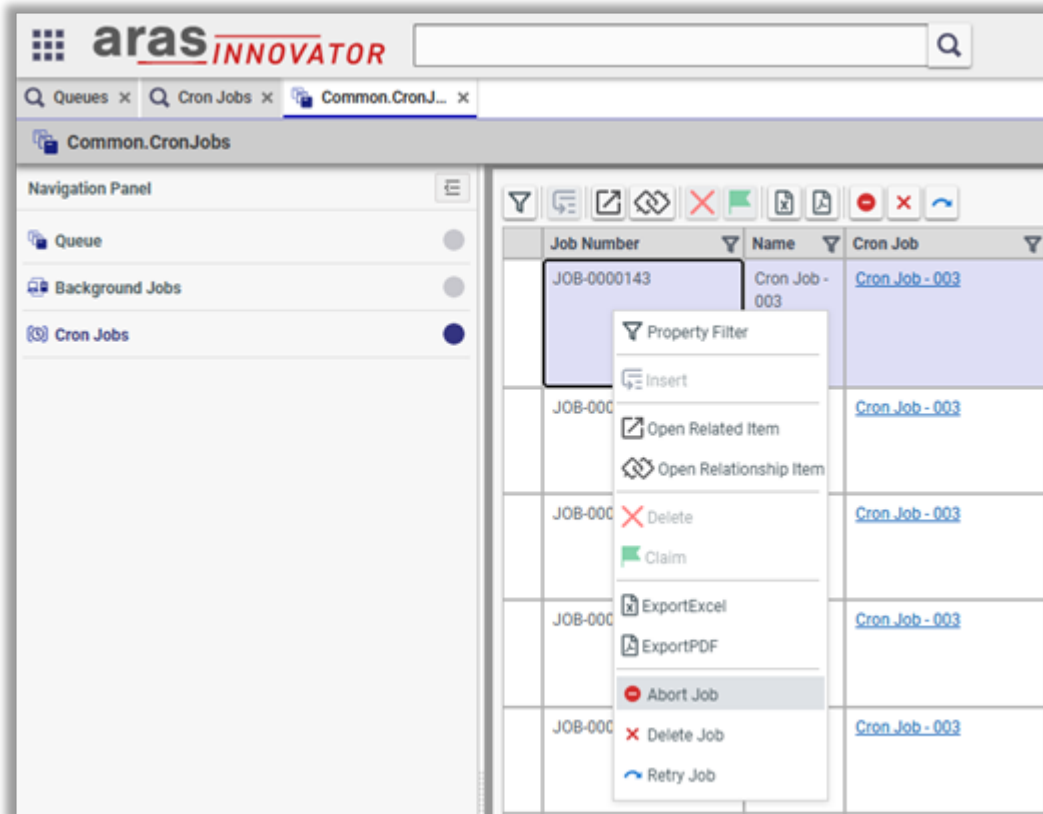 aras INNOVATOR
Queues × Cron Jobs × Common.CronJ... ×
Common.CronJobs
Navigation Panel
Queue
Background Jobs
Cron Jobs
Job Number Name Cron Job
JOB-0000143 Cron Job - Cron Job - 003
003
Property Filter
Insert
JOB-000 Cron Job - 003
Open Related Item
Open Relationship Item
JOB-000 Cron Job - 003
Delete
Claim
ExportExcel
JOB-000 Cron Job - 003
ExportPDF
Abort Job
JOB-000 Cron Job - 003
Delete Job
Retry Job